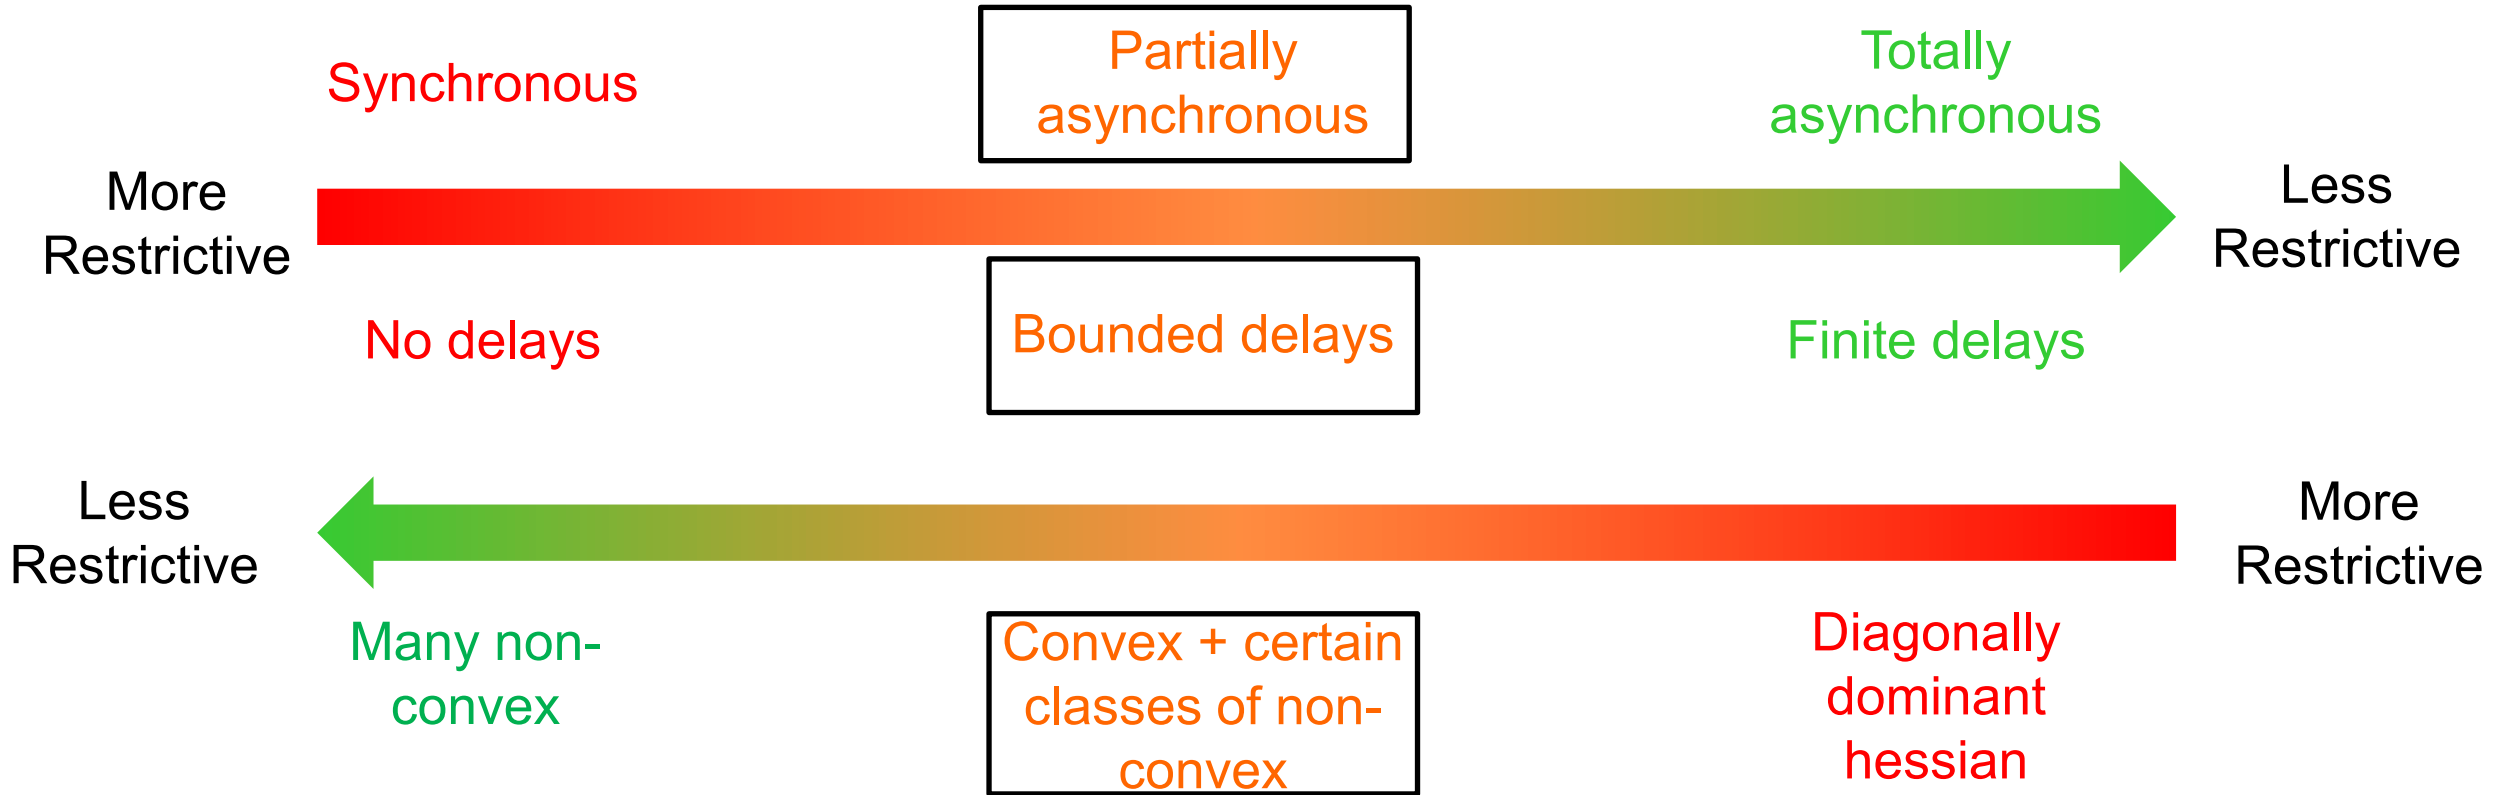 Synchronous
Partially
asynchronous
Totally
asynchronous
More
Restrictive
Less
Restrictive
No delays
Bounded delays
Finite delays
Less
Restrictive
More
Restrictive
Many non-
convex
Convex + certain
classes of non-
convex
Diagonally
dominant
hessian